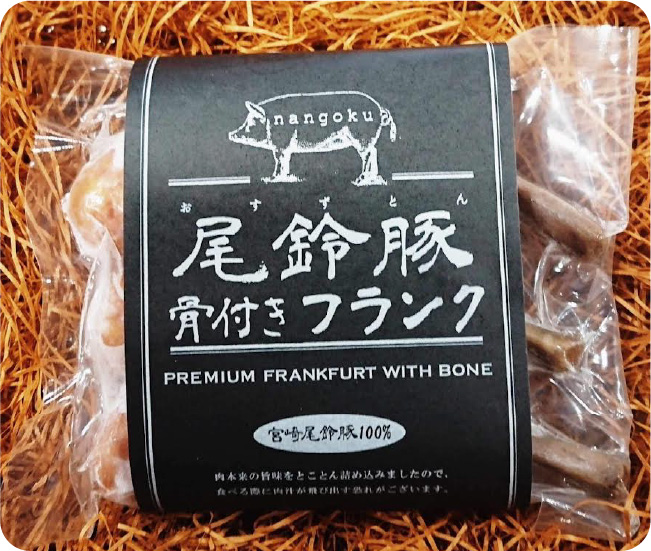 nangoku
おすずとん
尾鈴豚
骨付きフランク
PREMIUM FRANKFURT WITH BONE
宮崎尾鈴豚100%
肉本来の旨味をとことん詰め込みましたので、
食べる際に肉汁が飛び出す恐れがございます。